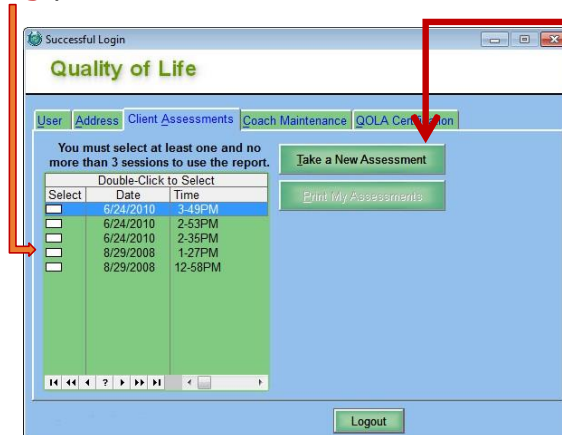 Successful Login
Quality of Life
User Address Client Assessments Coach Maintenance QOLA Certification
You must select at least one and no
more than 3 sessions to use the report.
Take a New Assessment
Print My Assessments
Double-Click to Select
Select Date Time
6/24/2010 3-49PM
6/24/2010 2-53PM
6/24/2010 2-35PM
8/29/2008 1-27PM
8/29/2008 12-58PM
?
Logout